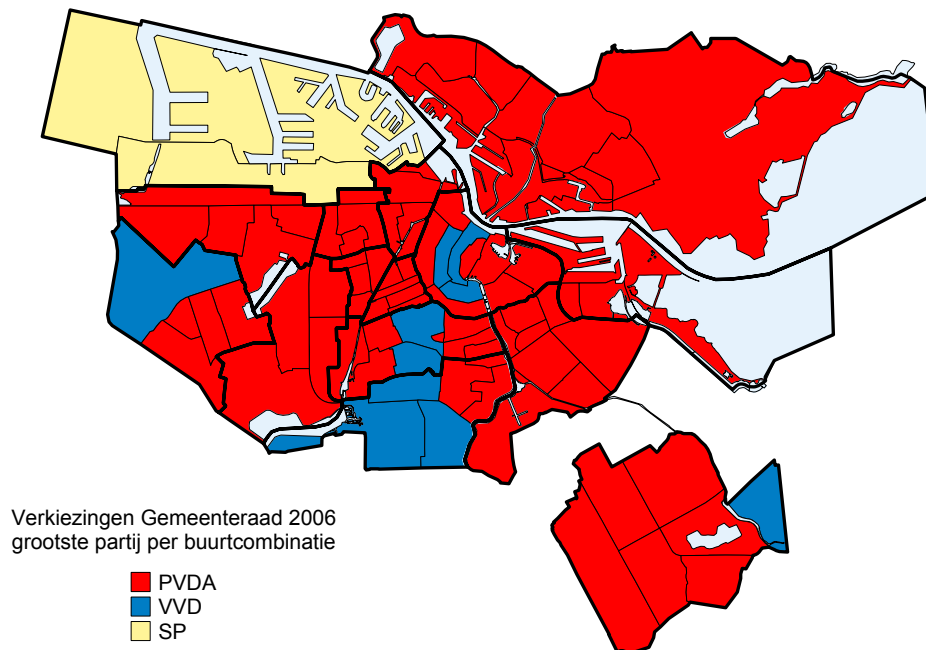 Verkiezingen Gemeenteraad 2006
grootste partij per buurtcombinatie
PVDA
VVD
SP